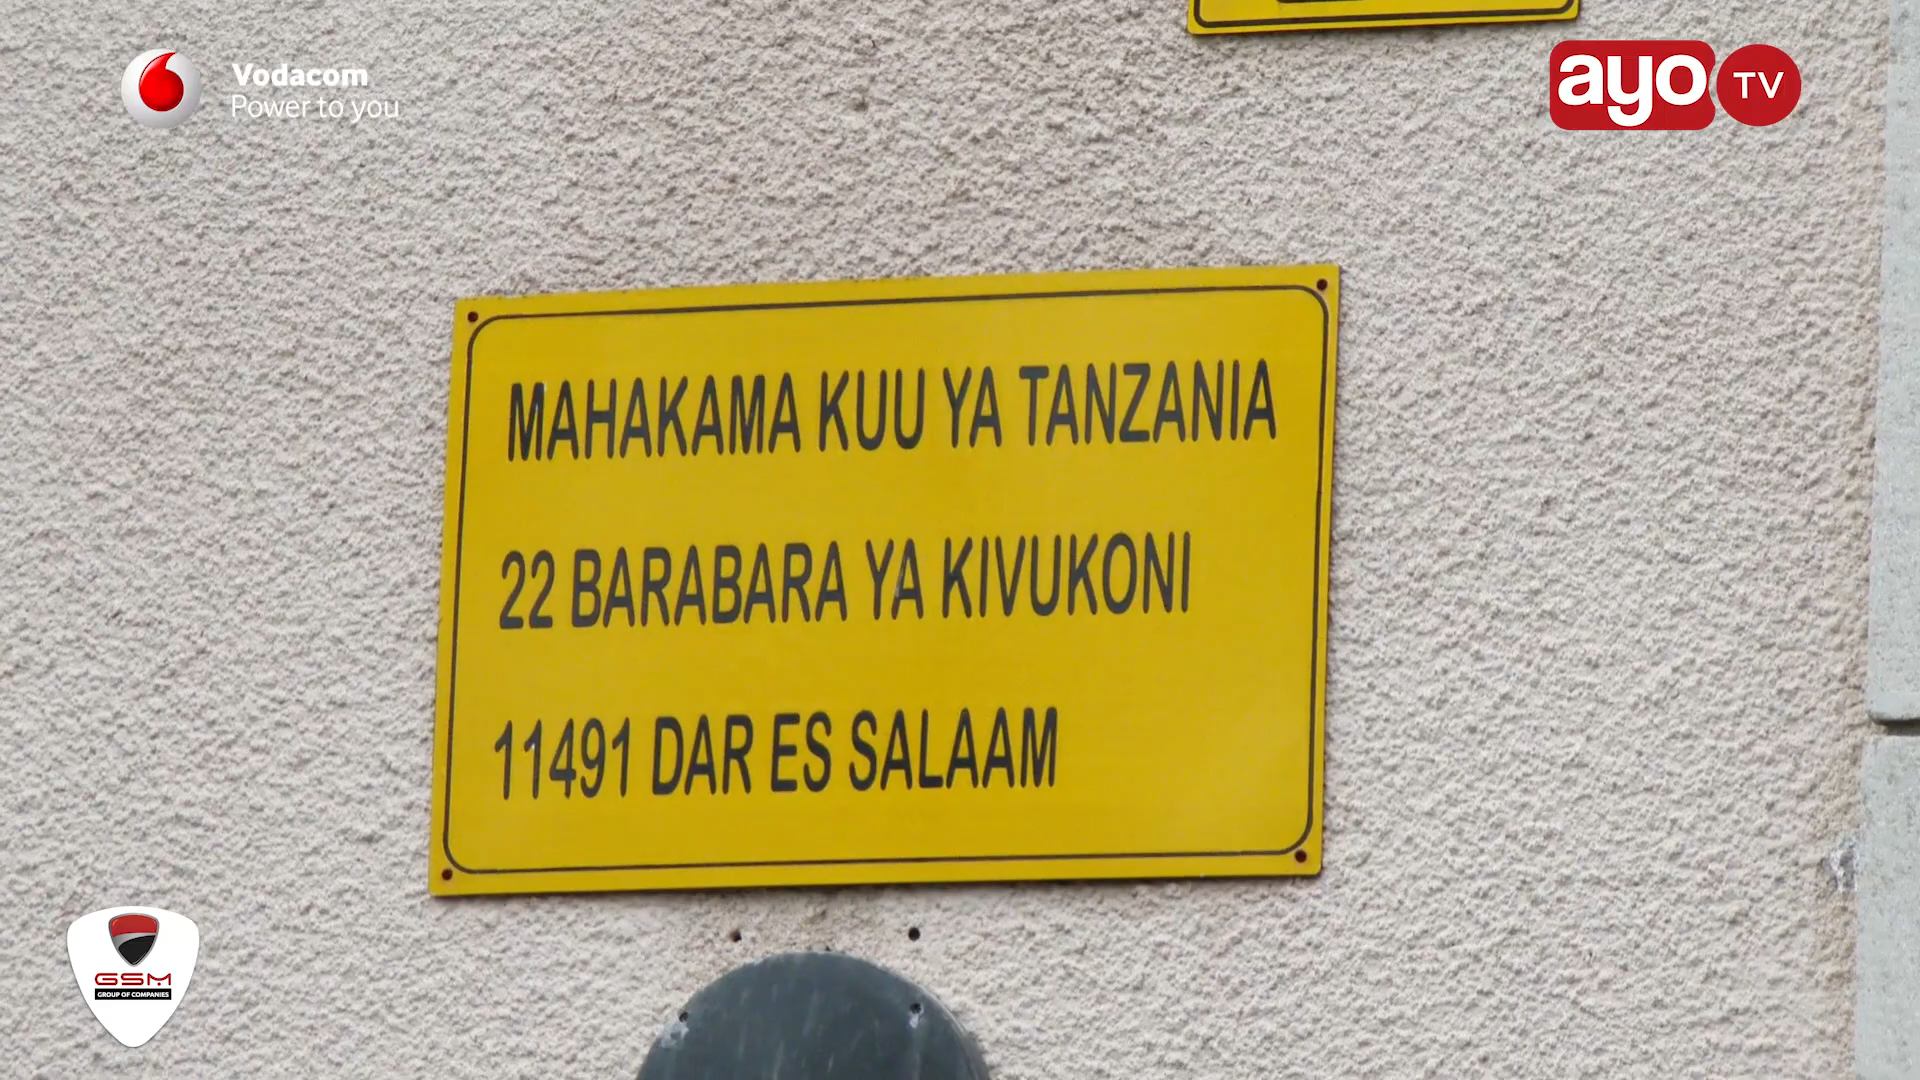 Vodacom
Power to you
ayo TV
MAHAKAMA KUU YA TANZANIA
22 BARABARA YA KIVUKONI
11491 DAR ES SALAAM
GSM
GROUP OF COMPANIES